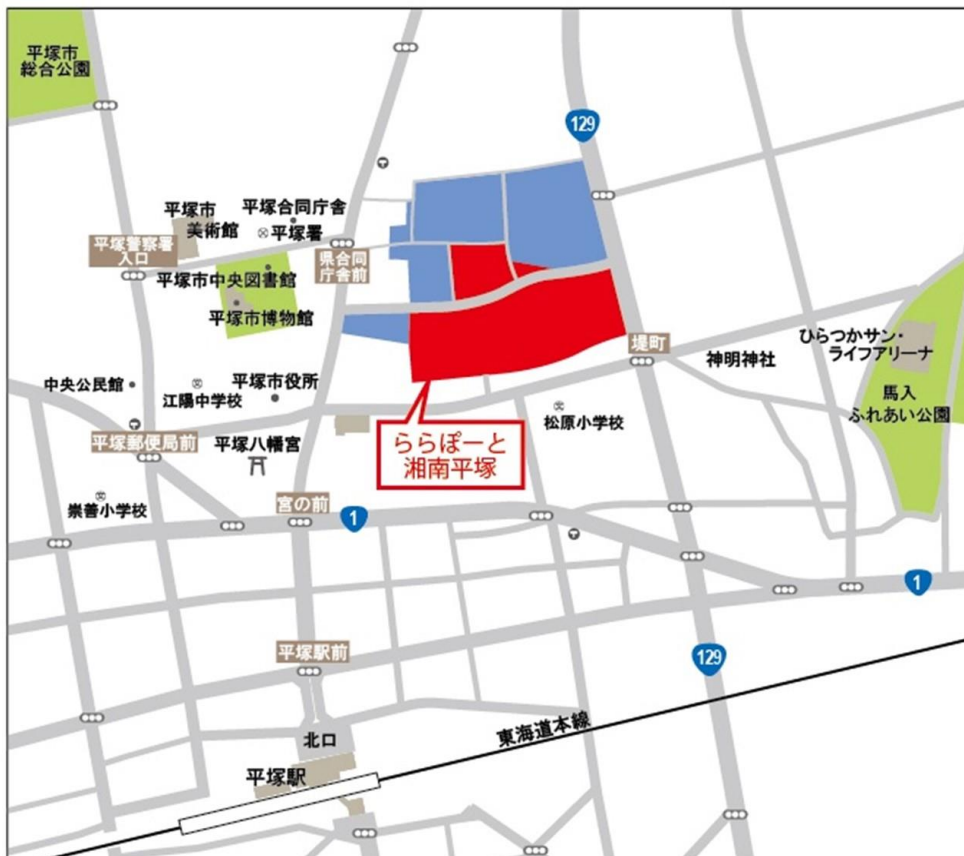 平塚市
総合公園
129
平塚市
美術館
平塚合同庁舎
平塚署
平塚警察署
入口
県合同
庁舎前
平塚市中央図書館
平塚市博物館
堤町
神明神社
ひらつかサン・
ライフアリーナ
馬入
ふれあい公園
中央公民館
江陽中学校
平塚市役所
松原小学校
平塚郵便局前
平塚八幡宮
ららぽーと
湘南平塚
崇善小学校
宮の前
1
1
平塚駅前
129
北口
東海道本線
平塚駅